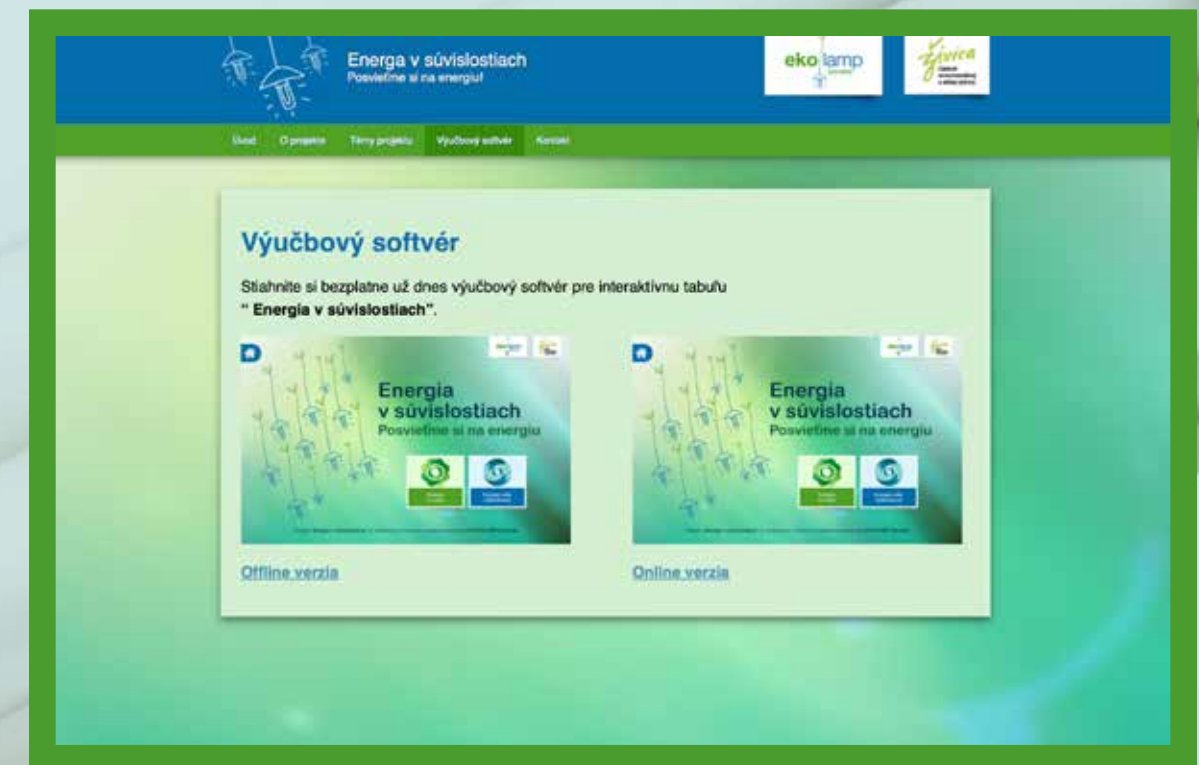 Energa v súvislostiach
Posvieťme si na energiu!
eko lamp
živica
Úvod O projekte Témy projektu Výučbový softvér Kontakt
Výučbový softvér
Stiahnite si bezplatne už dnes výučbový softvér pre interaktívnu tabuľu
“ Energia v súvislostiach”.
Energia
v súvislostiach
Posvieťme si na energiu
Energia
v súvislostiach
Posvieťme si na energiu
Offline verzia
Online verzia